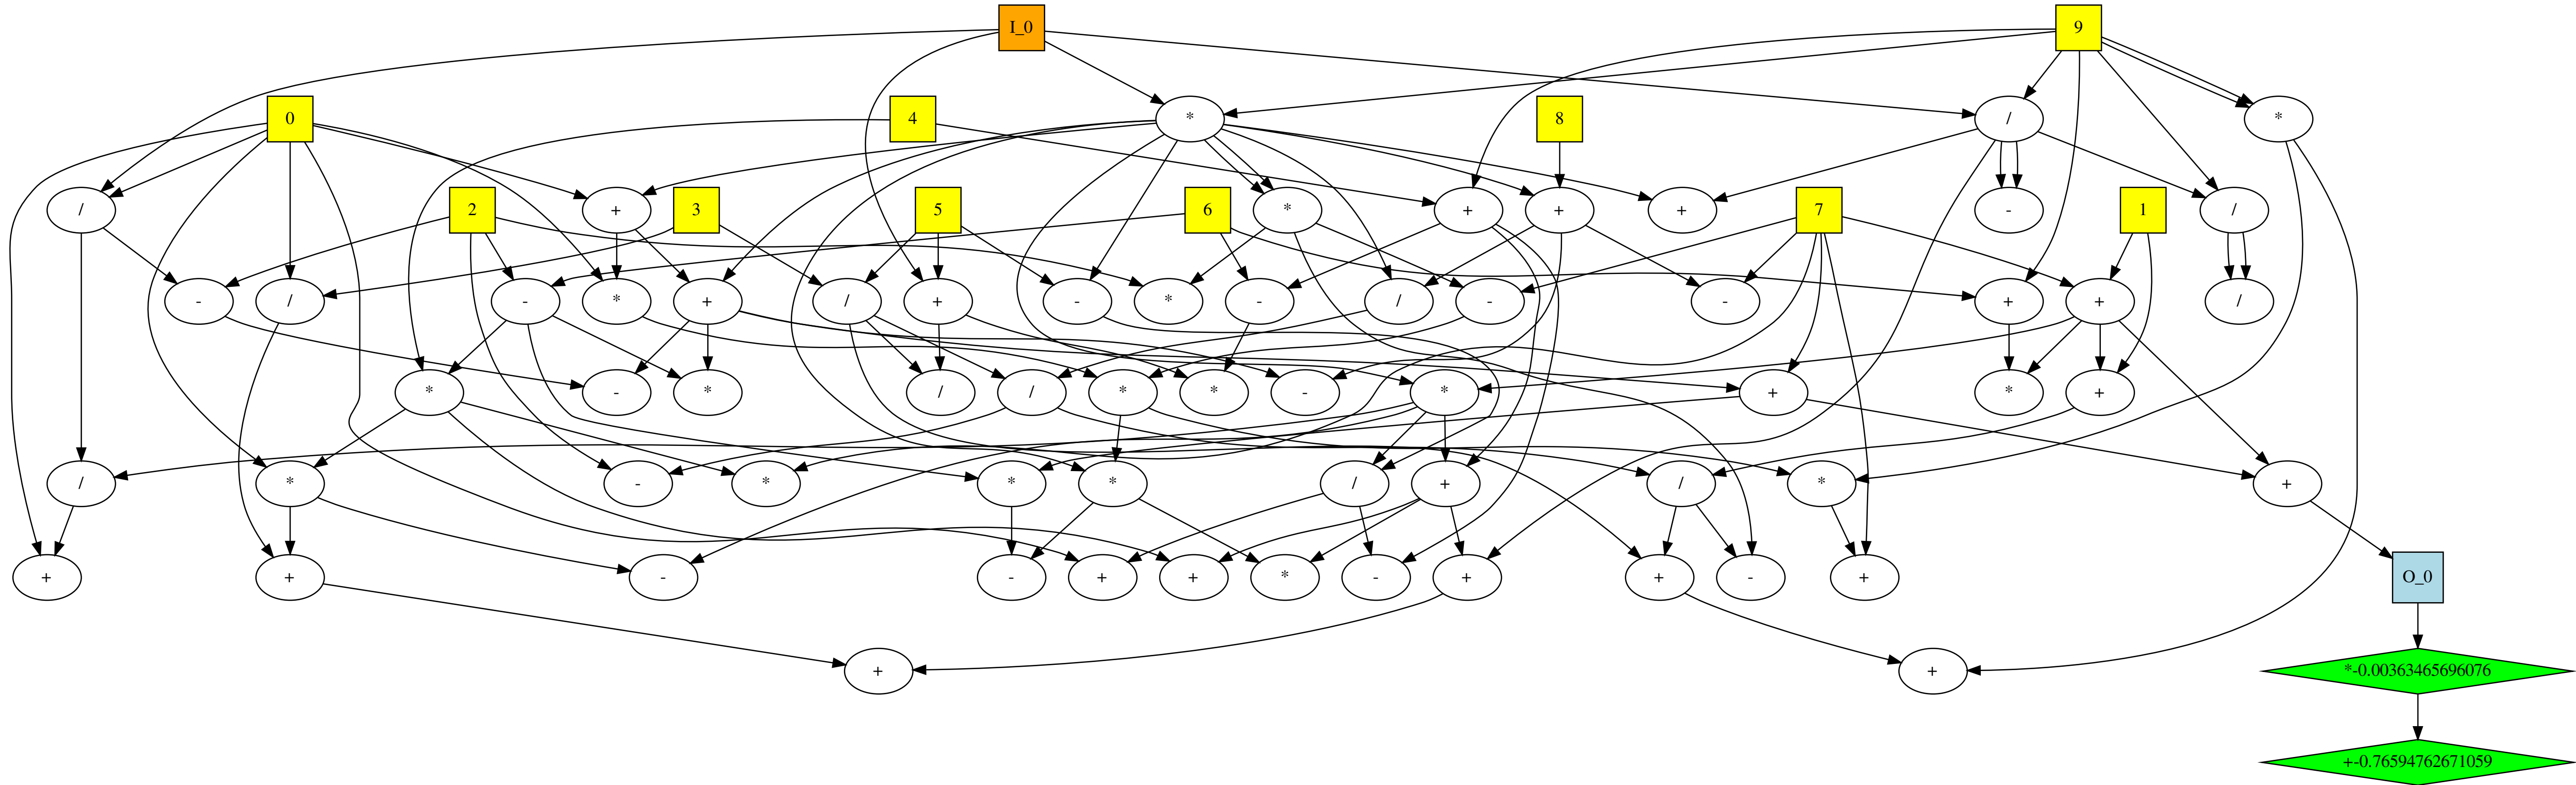 I_0 9
0 4 * 8 / *
/ 2 + 3 5 6 * + + + 7 - 1 /
- / - * + / + - * - / - - + + /
* - * / / * * - * + * +
/ * - * * * / + / * +
+ + - - + + * - + + - + O_0
+ + *-0.00363465696076
+-0.76594762671059